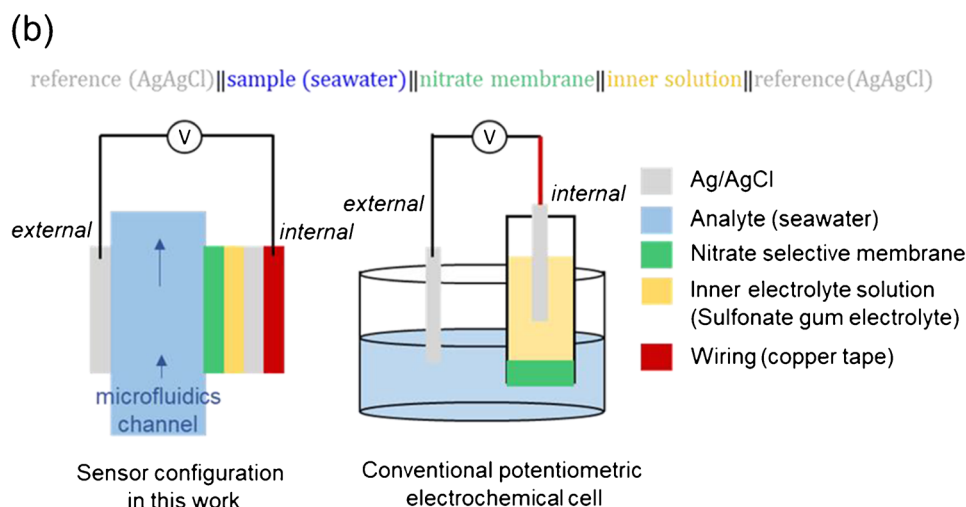 (b)
reference (AgAgCl)||sample (seawater)||nitrate membrane||inner solution||reference(AgAgCl)
V
V
external
internal
external
internal
microfluidics
channel
Sensor configuration
in this work
Conventional potentiometric
electrochemical cell
Ag/AgCl
Analyte (seawater)
Nitrate selective membrane
Inner electrolyte solution
(Sulfonate gum electrolyte)
Wiring (copper tape)